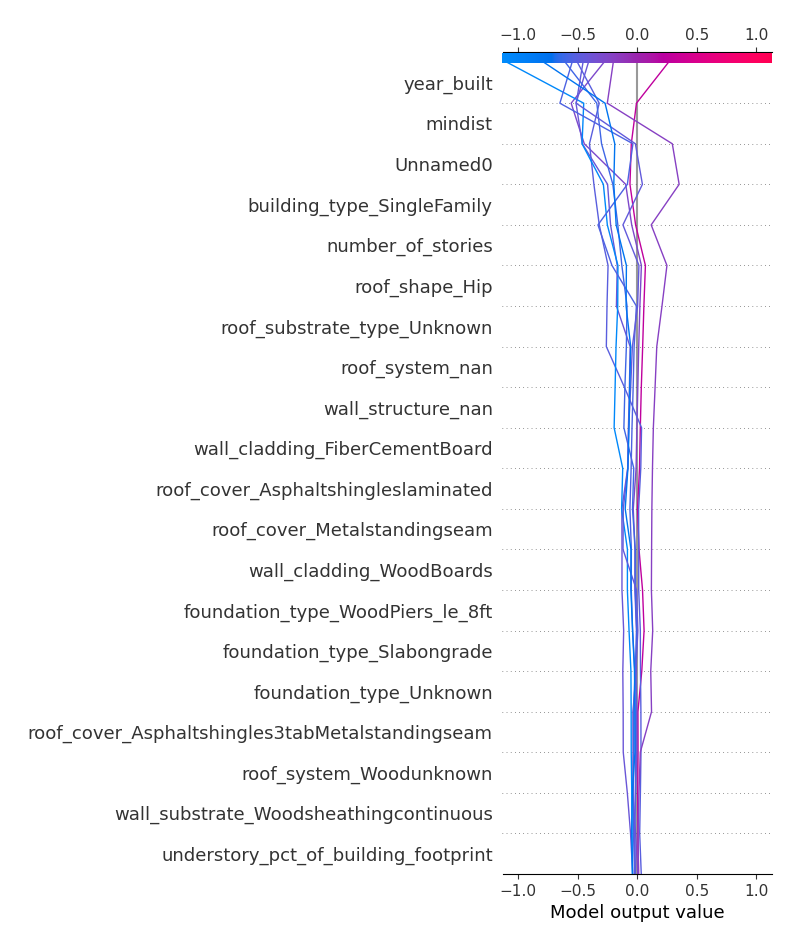 −1.0 −0.5 0.0 0.5 1.0
year_built
mindist
Unnamed0
building_type_SingleFamily
number_of_stories
roof_shape_Hip
roof_substrate_type_Unknown
roof_system_nan
wall_structure_nan
wall_cladding_FiberCementBoard
roof_cover_Asphaltshingleslaminated
roof_cover_Metalstandingseam
wall_cladding_WoodBoards
foundation_type_WoodPiers_le_8ft
foundation_type_Slabongrade
foundation_type_Unknown
roof_cover_Asphaltshingles3tabMetalstandingseam
roof_system_Woodunknown
wall_substrate_Woodsheathingcontinuous
understory_pct_of_building_footprint
−1.0 −0.5 0.0 0.5 1.0
Model output value